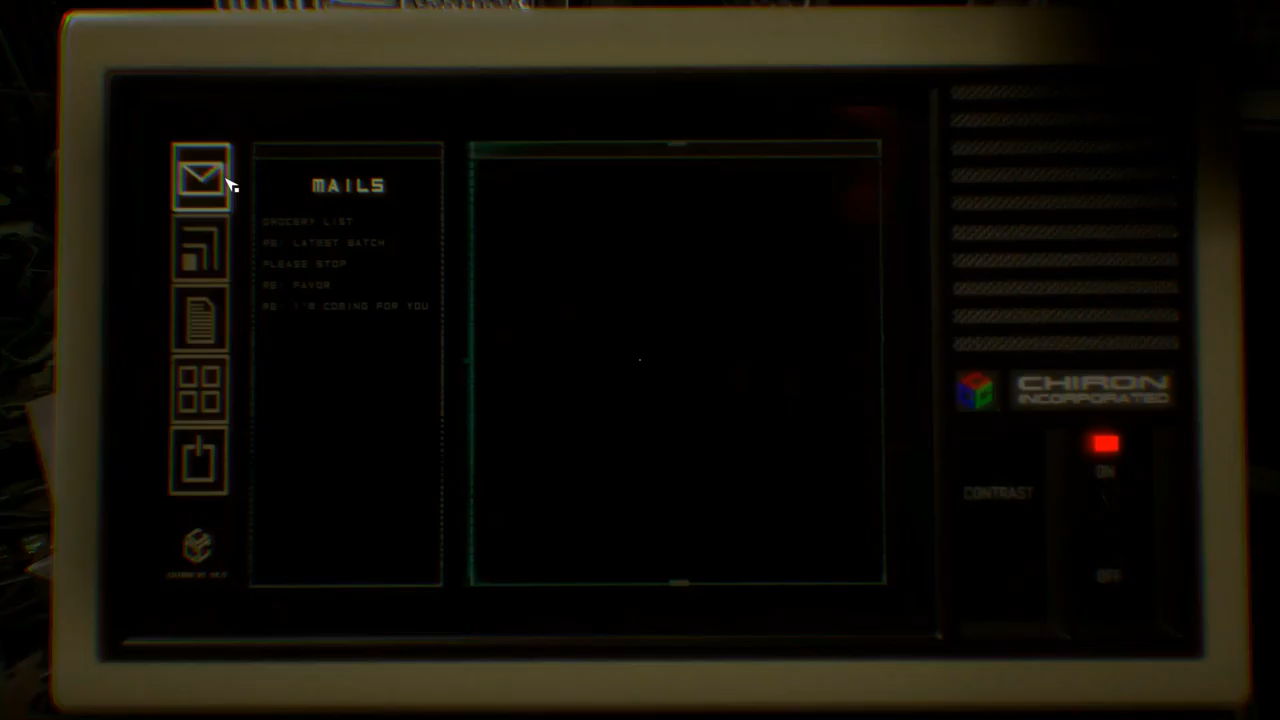 MAILS
GROCERY LIST
RE: LATEST BATCH
PLEASE STOP
RE: FAVOR
RE: I'M COMING FOR YOU
CHIRON
INCORPORATED
ON
CONTRAST
OFF